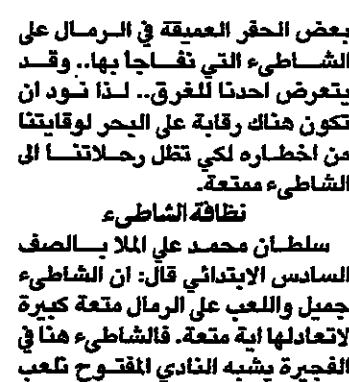 بعض الحفر العميقة في الرمال على
الشاطىء التي نفاجا بها.. وقد
يتعرض احدنا للغرق.. لذا نود ان
تكون هناك رقابة على البحر لوقايتنا
من اخطاره لكي تظل رحلاتنا الى
الشاطىء ممتعة.
نظافة الشاطىء
سلطان محمد علي الملا بالصف
السادس الابتدائي قال: ان الشاطىء
جميل واللعب على الرمال متعة كبيرة
لاتعادلها اية متعة. فالشاطىء هنا في
الفجيرة يشبه النادي المفتوح نلعب